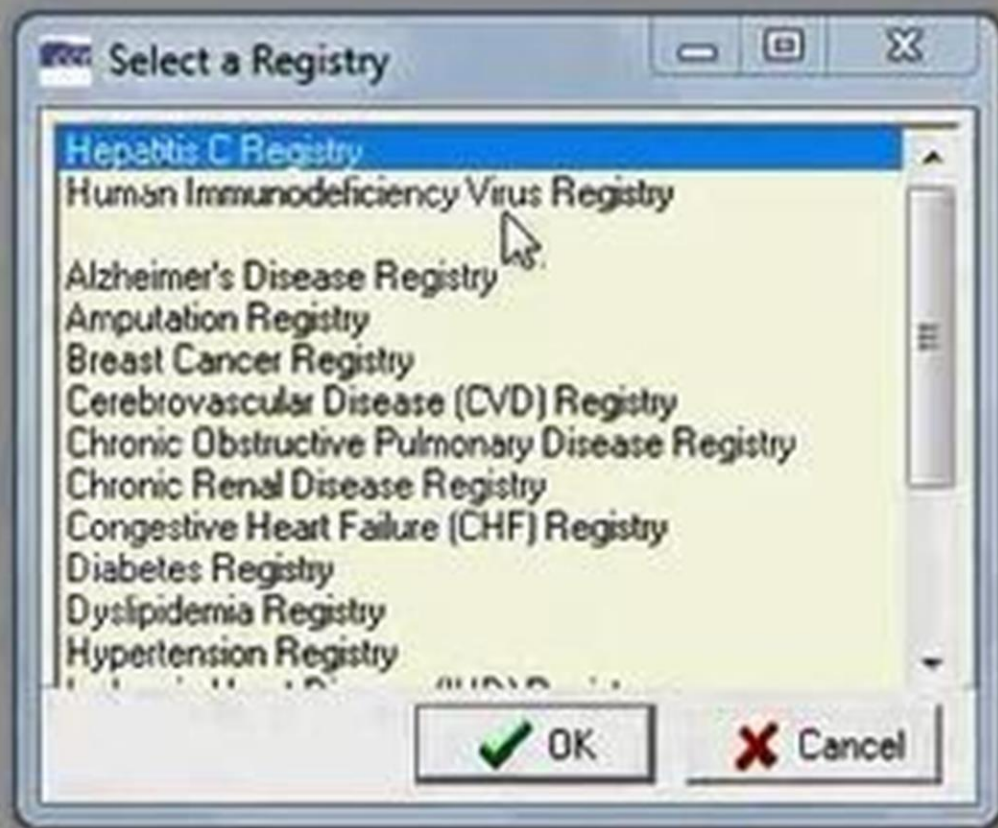 Select a Registry
Hepatitis C Registry
Human Immunodeficiency Virus Registry
Alzheimer's Disease Registry
Amputation Registry
Breast Cancer Registry
Cerebrovascular Disease (CVD) Registry
Chronic Obstructive Pulmonary Disease Registry
Chronic Renal Disease Registry
Congestive Heart Failure (CHF) Registry
Diabetes Registry
Dyslipidemia Registry
Hypertension Registry
OK
Cancel